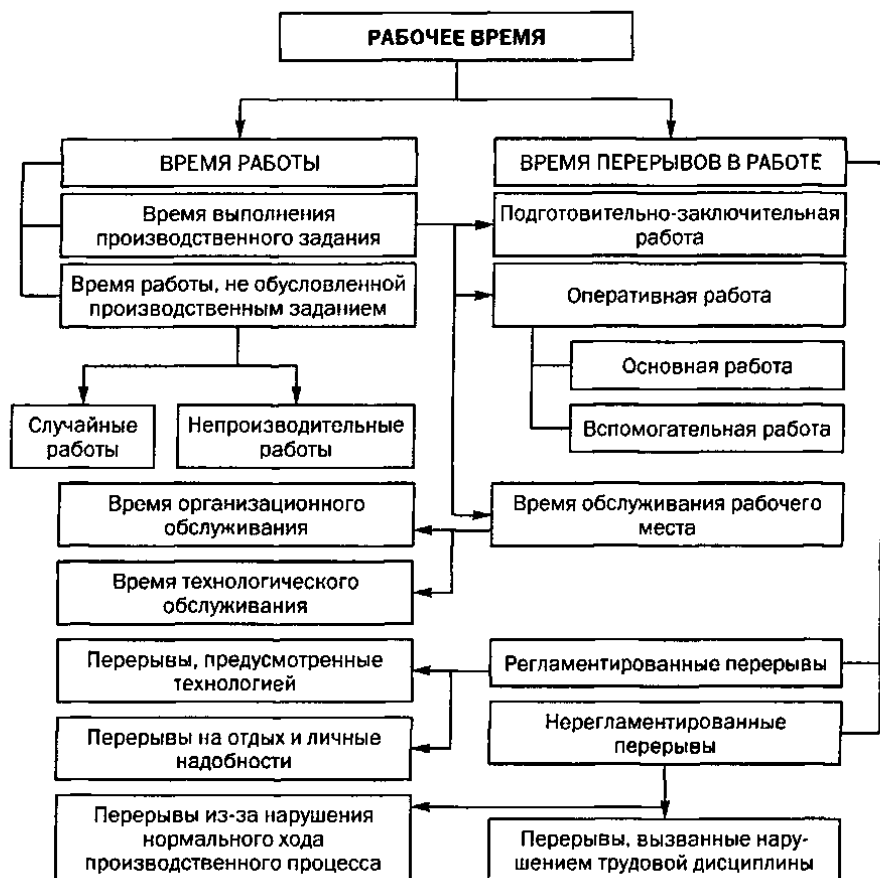 РАБОЧЕЕ ВРЕМЯ
ВРЕМЯ РАБОТЫ
ВРЕМЯ ПЕРЕРЫВОВ В РАБОТЕ
Время выполнения
производственного задания
Подготовительно-заключительная
работа
Время работы, не обусловленной
производственным заданием
Оперативная работа
Основная работа
Случайные
работы
Непроизводительные
работы
Вспомогательная работа
Время организационного
обслуживания
Время обслуживания рабочего
места
Время технологического
обслуживания
Перерывы, предусмотренные
технологией
Регламентированные перерывы
Перерывы на отдых и личные
надобности
Нерегламентированные
перерывы
Перерывы из-за нарушения
нормального хода
производственного процесса
Перерывы, вызванные нару-
шением трудовой дисциплины